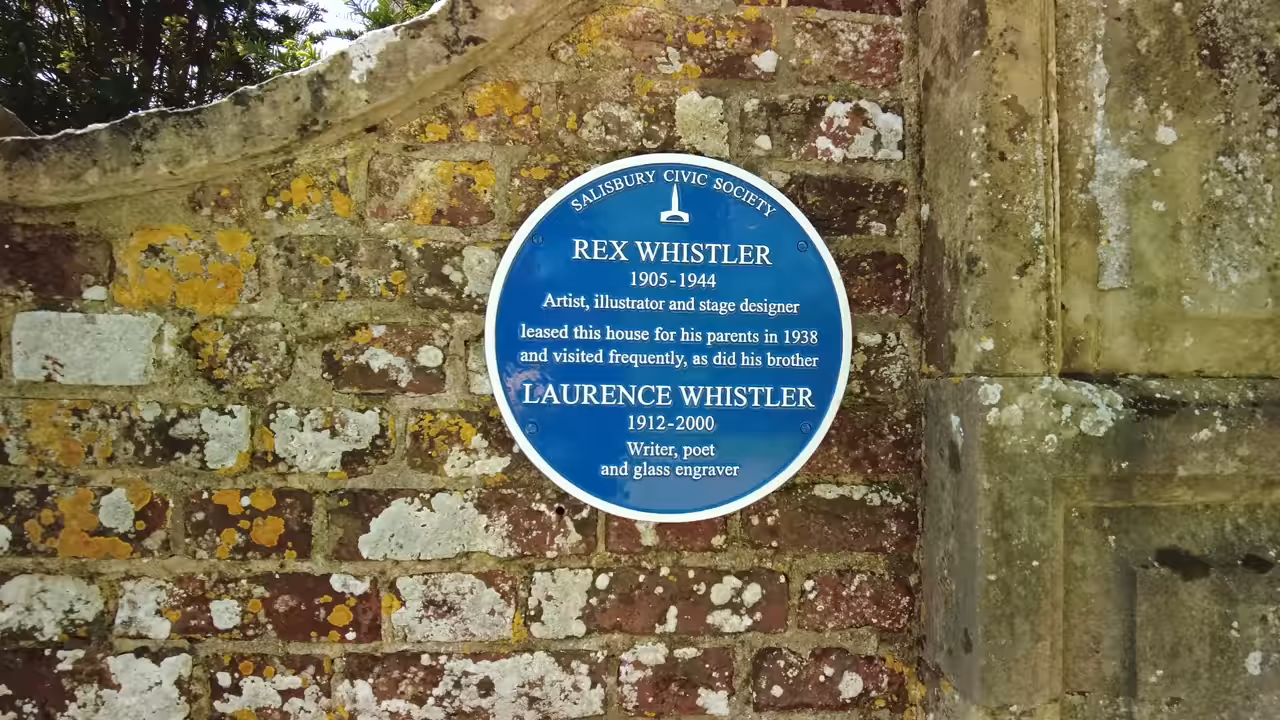 SALISBURY CIVIC SOCIETY
REX WHISTLER
1905-1944
Artist, illustrator and stage designer
leased this house for his parents in 1938
and visited frequently, as did his brother
LAURENCE WHISTLER
1912-2000
Writer, poet
and glass engraver